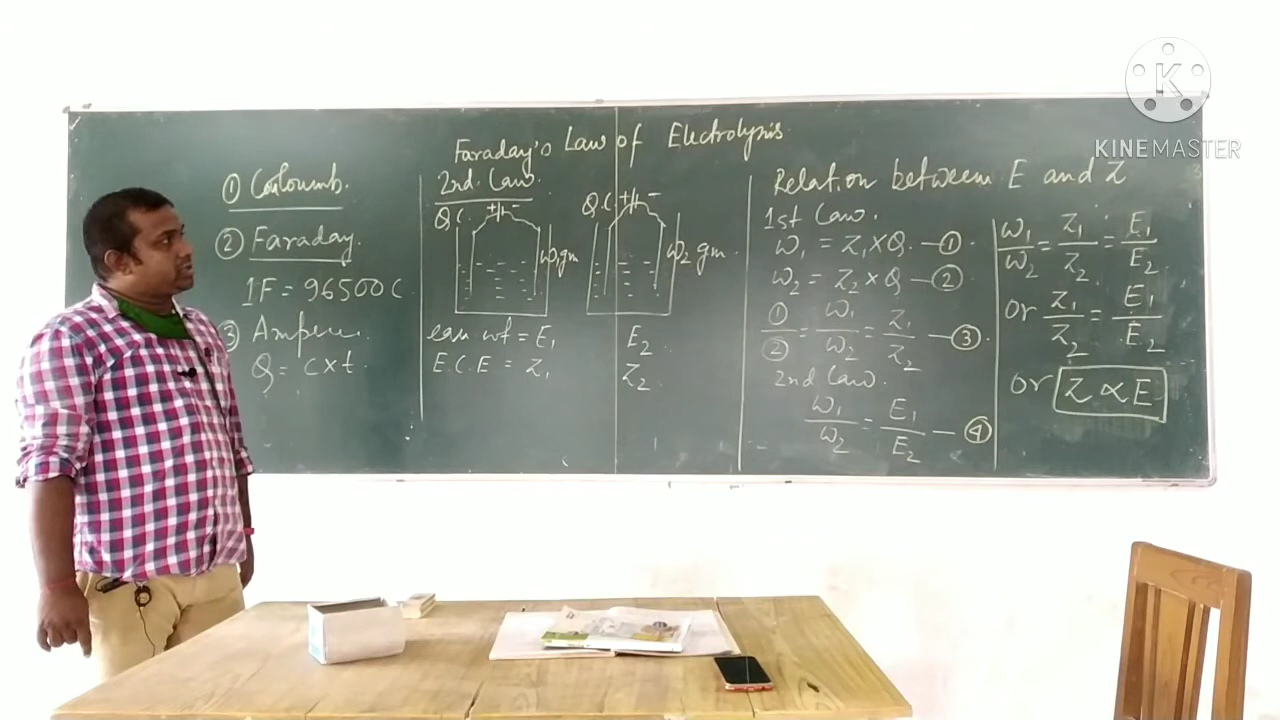 Faraday's Law of Electrolysis
① Couloumb.
② Faraday.
1F = 96500 C
③ Ampere.
Q = c x t.
2nd. Law.
Q C. + -
W₁ gm
Q.C + -
W₂ gm.
equ wt = E₁ E₂
E.C.E = Z₁ Z₂
Relation between E and Z
1st Law.
W₁ = Z₁ x Q. — ①
W₂ = Z₂ x Q — ②
①/② = W₁/W₂ = Z₁/Z₂ — ③
2nd Law.
W₁/W₂ = E₁/E₂ — ④
W₁/W₂ = Z₁/Z₂ = E₁/E₂
or Z₁/Z₂ = E₁/E₂
or Z ∝ E
K
KINEMASTER